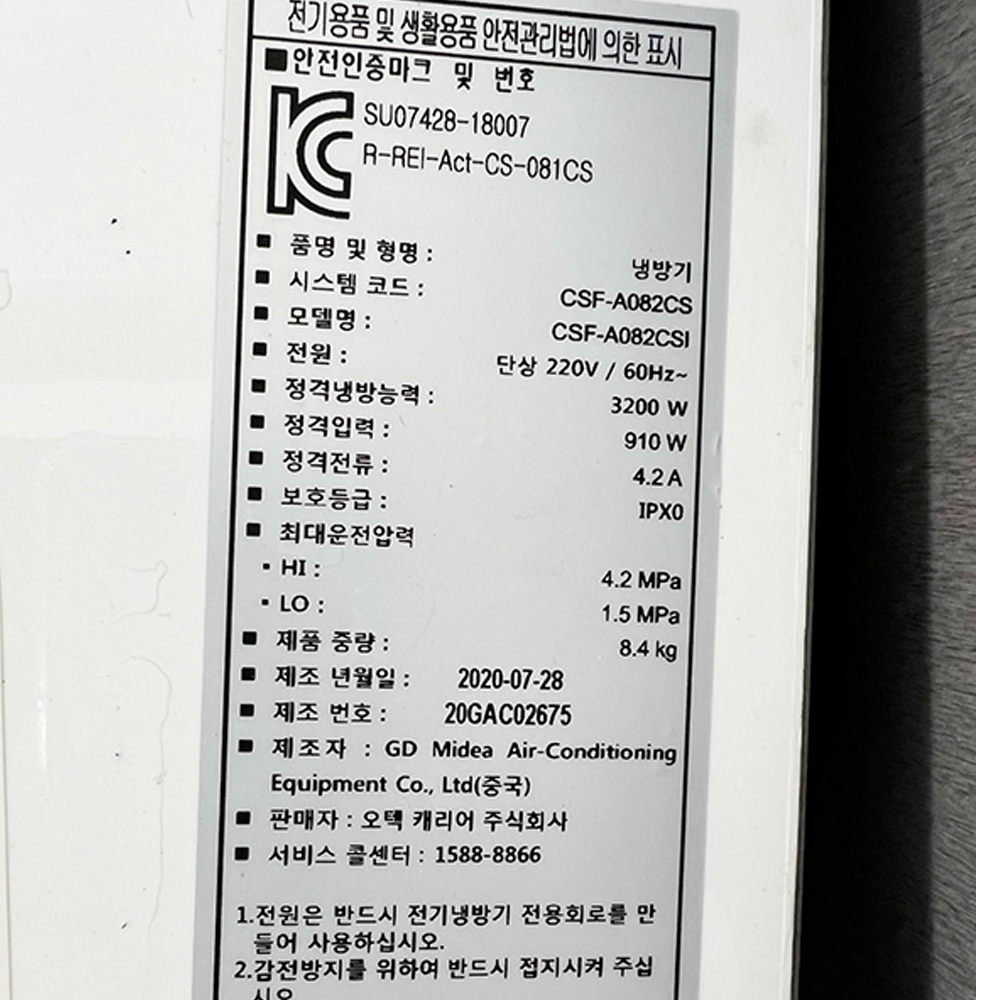 전기용품 및 생활용품 안전관리법에 의한 표시
■안전인증마크 및 번호
SU07428-18007
R-REI-Act-CS-081CS
■ 품명 및 형명 : 냉방기
■ 시스템 코드 : CSF-A082CS
■ 모델명 : CSF-A082CSI
■ 전원 : 단상 220V / 60Hz~
■ 정격냉방능력 : 3200 W
■ 정격입력 : 910 W
■ 정격전류 : 4.2 A
■ 보호등급 : IPX0
■ 최대운전압력
▪ HI : 4.2 MPa
▪ LO : 1.5 MPa
■ 제품 중량 : 8.4 kg
■ 제조 년월일 : 2020-07-28
■ 제조 번호 : 20GAC02675
■ 제조자 : GD Midea Air-Conditioning
Equipment Co., Ltd(중국)
■ 판매자 : 오텍 캐리어 주식회사
■ 서비스 콜센터 : 1588-8866
1.전원은 반드시 전기냉방기 전용회로를 만
들어 사용하십시오.
2.감전방지를 위하여 반드시 접지시켜 주십
시오